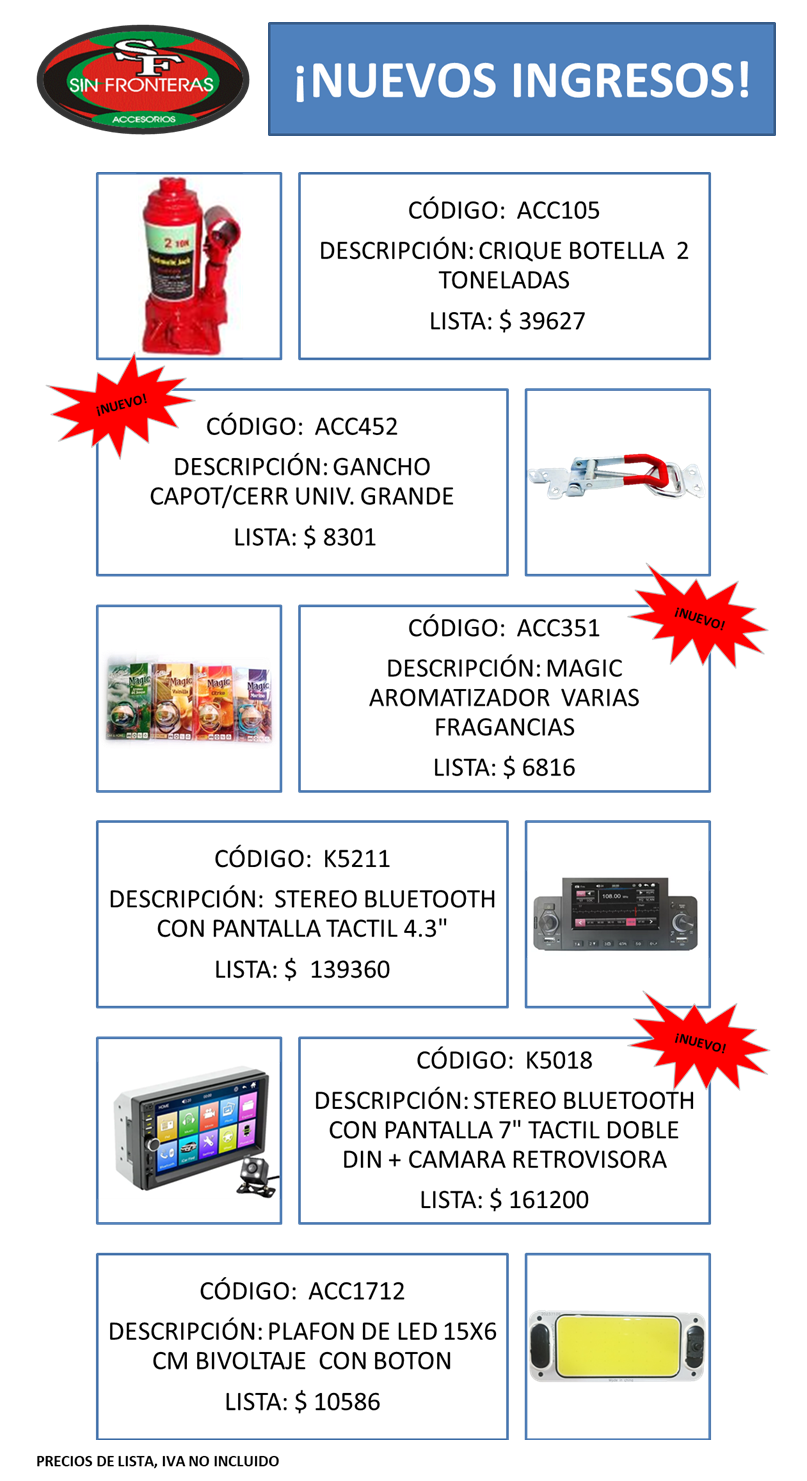 SF
SIN FRONTERAS
ACCESORIOS
¡NUEVOS INGRESOS!
2 TON
CÓDIGO: ACC105
DESCRIPCIÓN: CRIQUE BOTELLA 2
TONELADAS
LISTA: $ 39627
¡NUEVO!
CÓDIGO: ACC452
DESCRIPCIÓN: GANCHO
CAPOT/CERR UNIV. GRANDE
LISTA: $ 8301
¡NUEVO!
Magic
Magic
Vainilla
Magic
Citrus
Magic
Marine
CÓDIGO: ACC351
DESCRIPCIÓN: MAGIC
AROMATIZADOR VARIAS
FRAGANCIAS
LISTA: $ 6816
CÓDIGO: K5211
DESCRIPCIÓN: STEREO BLUETOOTH
CON PANTALLA TACTIL 4.3"
LISTA: $ 139360
108.00
¡NUEVO!
HOME
CÓDIGO: K5018
DESCRIPCIÓN: STEREO BLUETOOTH
CON PANTALLA 7" TACTIL DOBLE
DIN + CAMARA RETROVISORA
LISTA: $ 161200
CÓDIGO: ACC1712
DESCRIPCIÓN: PLAFON DE LED 15X6
CM BIVOLTAJE CON BOTON
LISTA: $ 10586
PRECIOS DE LISTA, IVA NO INCLUIDO